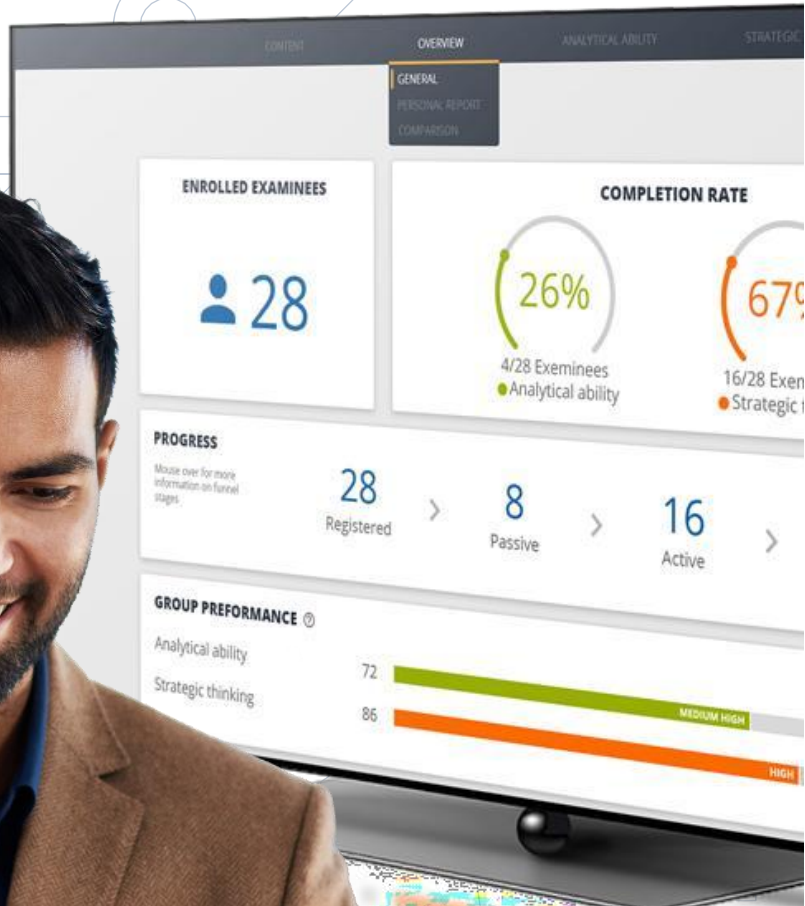 CONTENT OVERVIEW ANALYTICAL ABILITY STRATEGIC
GENERAL
PERSONAL REPORT
COMPARISON
ENROLLED EXAMINEES
28
COMPLETION RATE
26%
4/28 Exeminees
Analytical ability
67%
16/28 Exem
Strategic t
PROGRESS
Mouse over for more
information on funnel
stages
28
Registered
>
8
Passive
>
16
Active
>
GROUP PREFORMANCE ?
Analytical ability 72 MEDIUM HIGH
Strategic thinking 86 HIGH